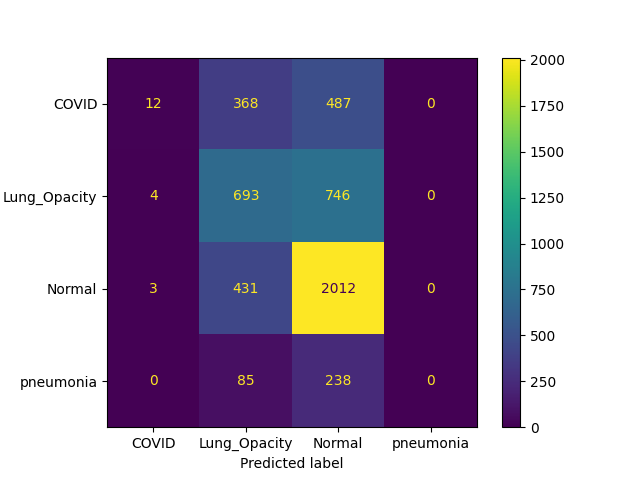 COVID 12 368 487 0
Lung_Opacity 4 693 746 0
Normal 3 431 2012 0
pneumonia 0 85 238 0
COVID Lung_Opacity Normal pneumonia
Predicted label
2000
1750
1500
1250
1000
750
500
250
0